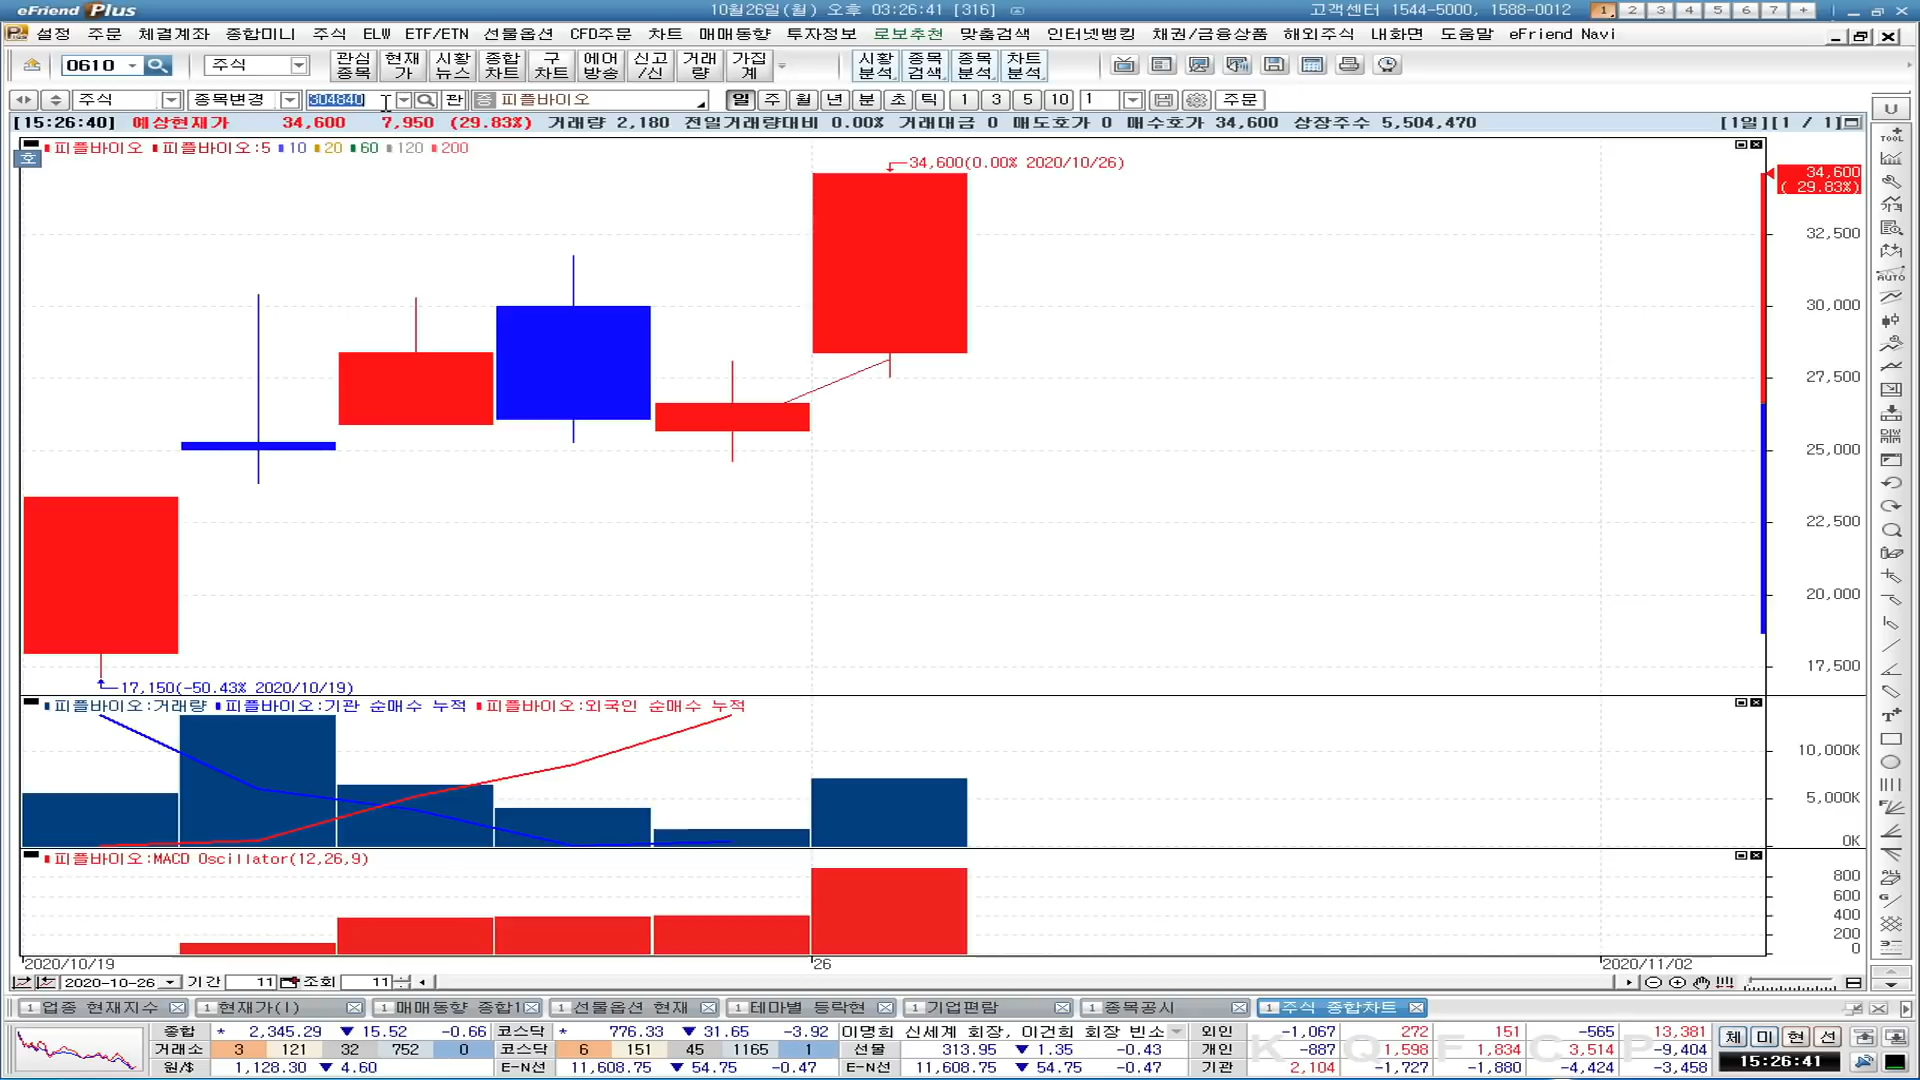 eFriend Plus 10월26일(월) 오후 03:26:41 [316] 고객센터 1544-5000, 1588-0012 1 2 3 4 5 6 7 +
설정 주문 체결계좌 종합미니 주식 ELW ETF/ETN 선물옵션 CFD주문 차트 매매동향 투자정보 로보추천 맞춤검색 인터넷뱅킹 채권/금융상품 해외주식 내화면 도움말 eFriend Navi
0610 주식 관심종목 현재가 시황뉴스 종합차트 구차트 에어방송 신고/신 거래량 가집계 시황분석 종목검색 종목분석 차트분석
주식 종목변경 304840 관 증 피플바이오 일 주 월 년 분 초 틱 1 3 5 10 1 주문 U
[15:26:40] 예상현재가 34,600 7,950 (29.83%) 거래량 2,180 전일거래량대비 0.00% 거래대금 0 매도호가 0 매수호가 34,600 상장주수 5,504,470 [1일][1 / 1]
피플바이오 피플바이오:5 10 20 60 120 200
호
TOOL
34,600(0.00% 2020/10/26)
34,600
( 29.83%)
가격
32,500
AUTO
30,000
27,500
25,000
22,500
20,000
17,500
17,150(-50.43% 2020/10/19)
피플바이오:거래량 피플바이오:기관 순매수 누적 피플바이오:외국인 순매수 누적
10,000K
5,000K
0K
피플바이오:MACD Oscillator(12,26,9)
800
600
400
200
0
ALL
2020/10/19 26 2020/11/02
2020-10-26 기간 11 조회 11
1 업종 현재지수 1 현재가(I) 1 매매동향 종합1 1 선물옵션 현재 1 테마별 등락현 1 기업편람 1 종목공시 1 주식 종합차트
종합 * 2,345.29 ▼ 15.52 -0.66 코스닥 * 776.33 ▼ 31.65 -3.92 이명희 신세계 회장, 이건희 회장 빈소 외인 -1,067 272 151 -565 13,381 체 미 현 선
거래소 3 121 32 752 0 코스닥 6 151 45 1165 1 선물 313.95 ▼ 1.35 -0.43 개인 -887 1,598 1,834 3,514 -9,404
원/$ 1,128.30 ▼ 4.60 E-N선 11,608.75 ▼ 54.75 -0.47 E-N선 11,608.75 ▼ 54.75 -0.47 기관 2,104 -1,727 -1,880 -4,424 -3,458 15:26:41
K Q F C P